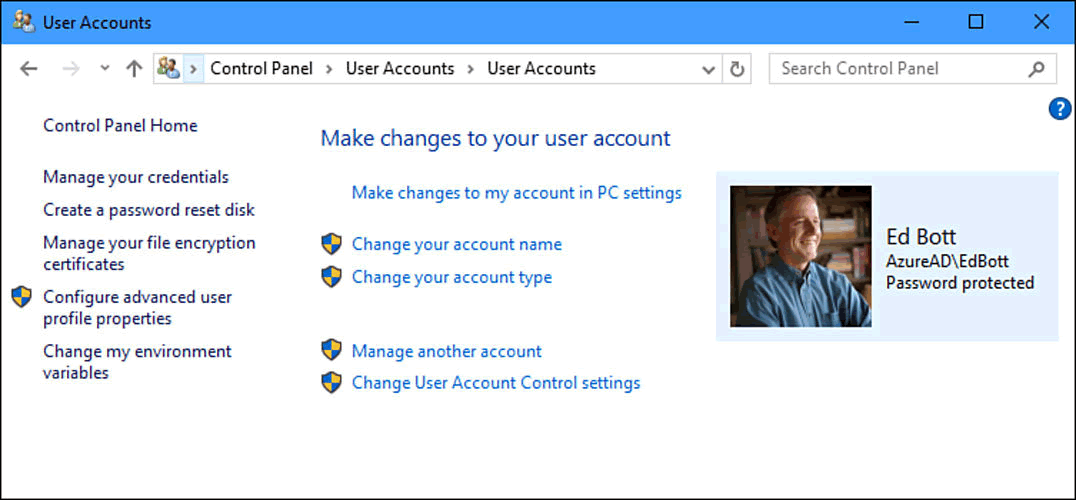 User Accounts
Control Panel > User Accounts > User Accounts
Search Control Panel
?
Control Panel Home
Manage your credentials
Create a password reset disk
Manage your file encryption
certificates
Configure advanced user
profile properties
Change my environment
variables
Make changes to your user account
Make changes to my account in PC settings
Change your account name
Change your account type
Manage another account
Change User Account Control settings
Ed Bott
AzureAD\EdBott
Password protected